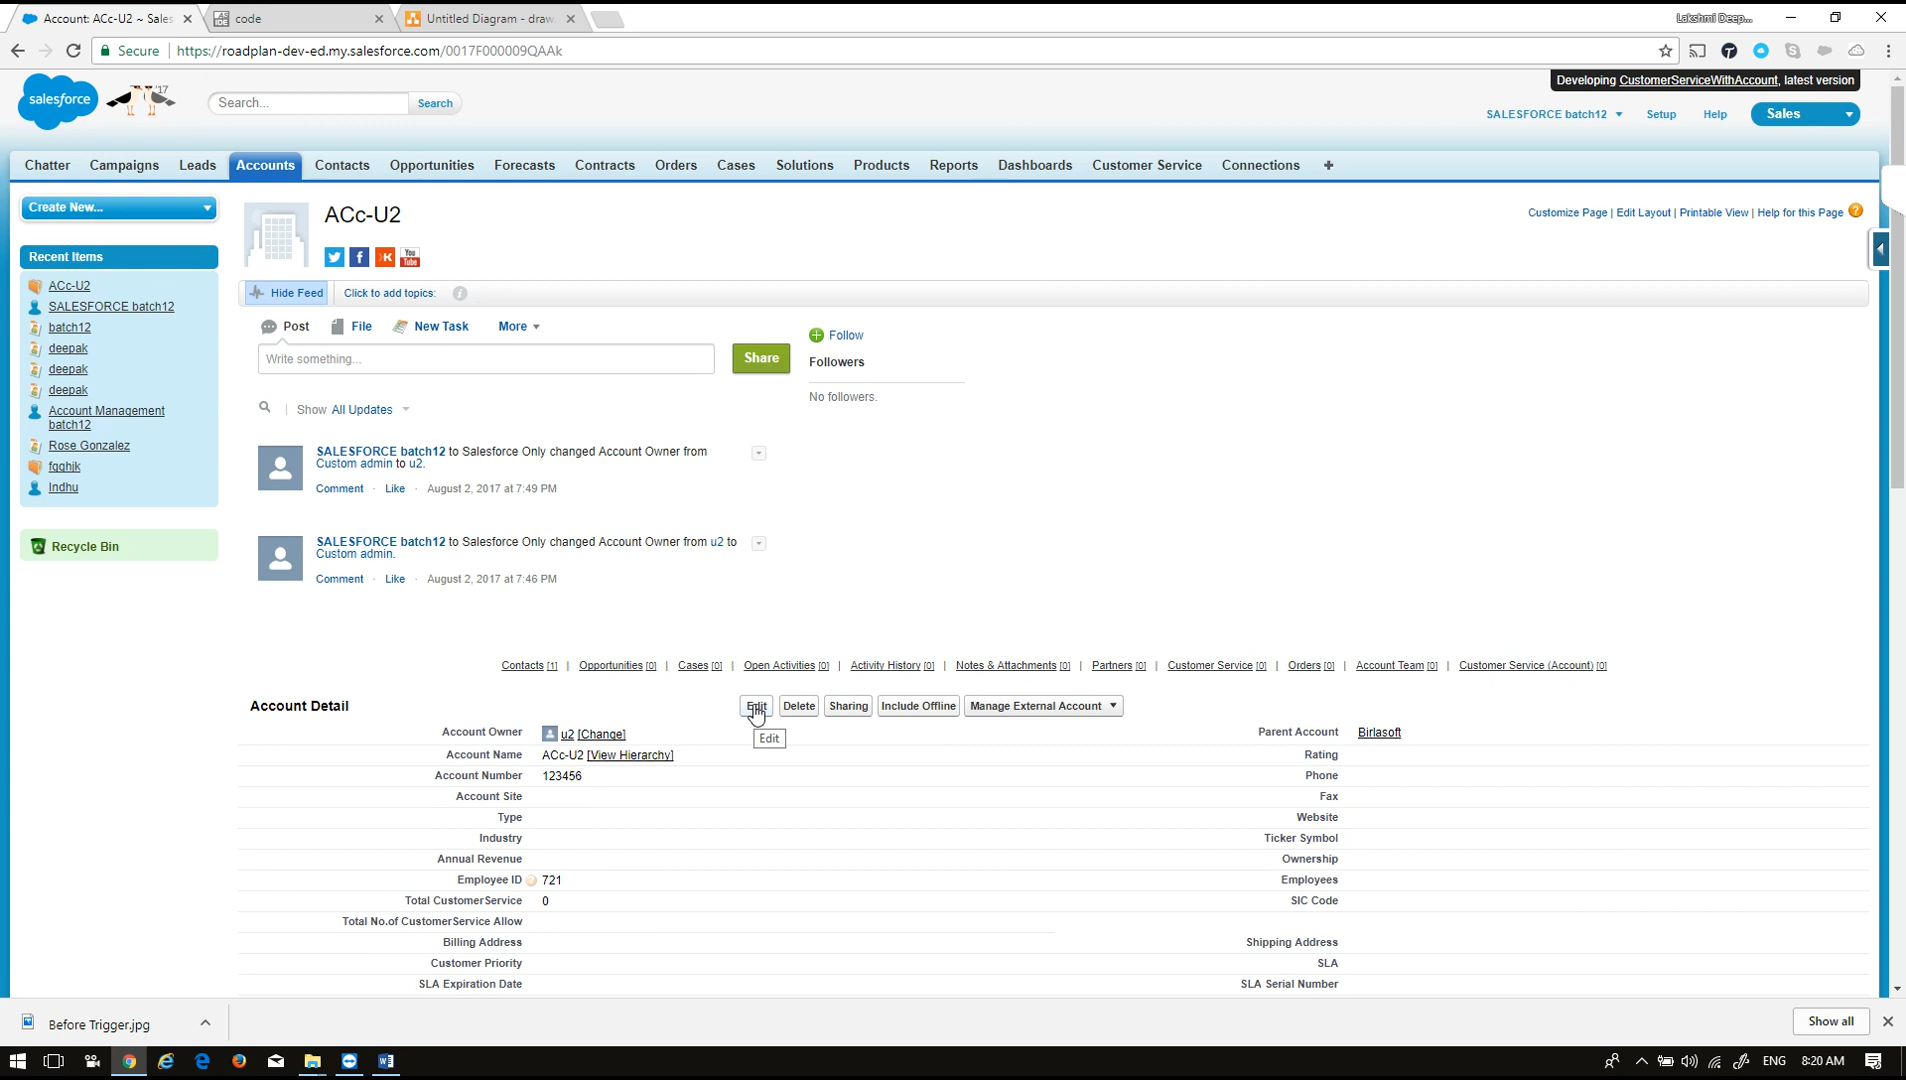 Account: ACc-U2 ~ Sales
code
Untitled Diagram - draw.
Lakshmi Deep...
Secure
https://roadplan-dev-ed.my.salesforce.com/0017F000009QAAk
Developing CustomerServiceWithAccount, latest version
salesforce
'17
Search...
Search
SALESFORCE batch12
Setup
Help
Sales
Chatter
Campaigns
Leads
Accounts
Contacts
Opportunities
Forecasts
Contracts
Orders
Cases
Solutions
Products
Reports
Dashboards
Customer Service
Connections
Create New...
Recent Items
ACc-U2
SALESFORCE batch12
batch12
deepak
deepak
deepak
Account Management
batch12
Rose Gonzalez
fgghjk
Indhu
Recycle Bin
ACc-U2
Customize Page | Edit Layout | Printable View | Help for this Page
You
Tube
Hide Feed
Click to add topics:
Post
File
New Task
More
Write something...
Share
Follow
Followers
No followers.
Show All Updates
SALESFORCE batch12 to Salesforce Only changed Account Owner from
Custom admin to u2.
Comment · Like · August 2, 2017 at 7:49 PM
SALESFORCE batch12 to Salesforce Only changed Account Owner from u2 to
Custom admin.
Comment · Like · August 2, 2017 at 7:46 PM
Contacts [1] | Opportunities [0] | Cases [0] | Open Activities [0] | Activity History [0] | Notes & Attachments [0] | Partners [0] | Customer Service [0] | Orders [0] | Account Team [0] | Customer Service (Account) [0]
Account Detail
Edit
Delete
Sharing
Include Offline
Manage External Account
Edit
Account Owner u2 [Change]
Parent Account Birlasoft
Account Name ACc-U2 [View Hierarchy]
Rating
Account Number 123456
Phone
Account Site
Fax
Type
Website
Industry
Ticker Symbol
Annual Revenue
Ownership
Employee ID 721
Employees
Total CustomerService 0
SIC Code
Total No.of CustomerService Allow
Billing Address
Shipping Address
Customer Priority
SLA
SLA Expiration Date
SLA Serial Number
Before Trigger.jpg
Show all
ENG
8:20 AM